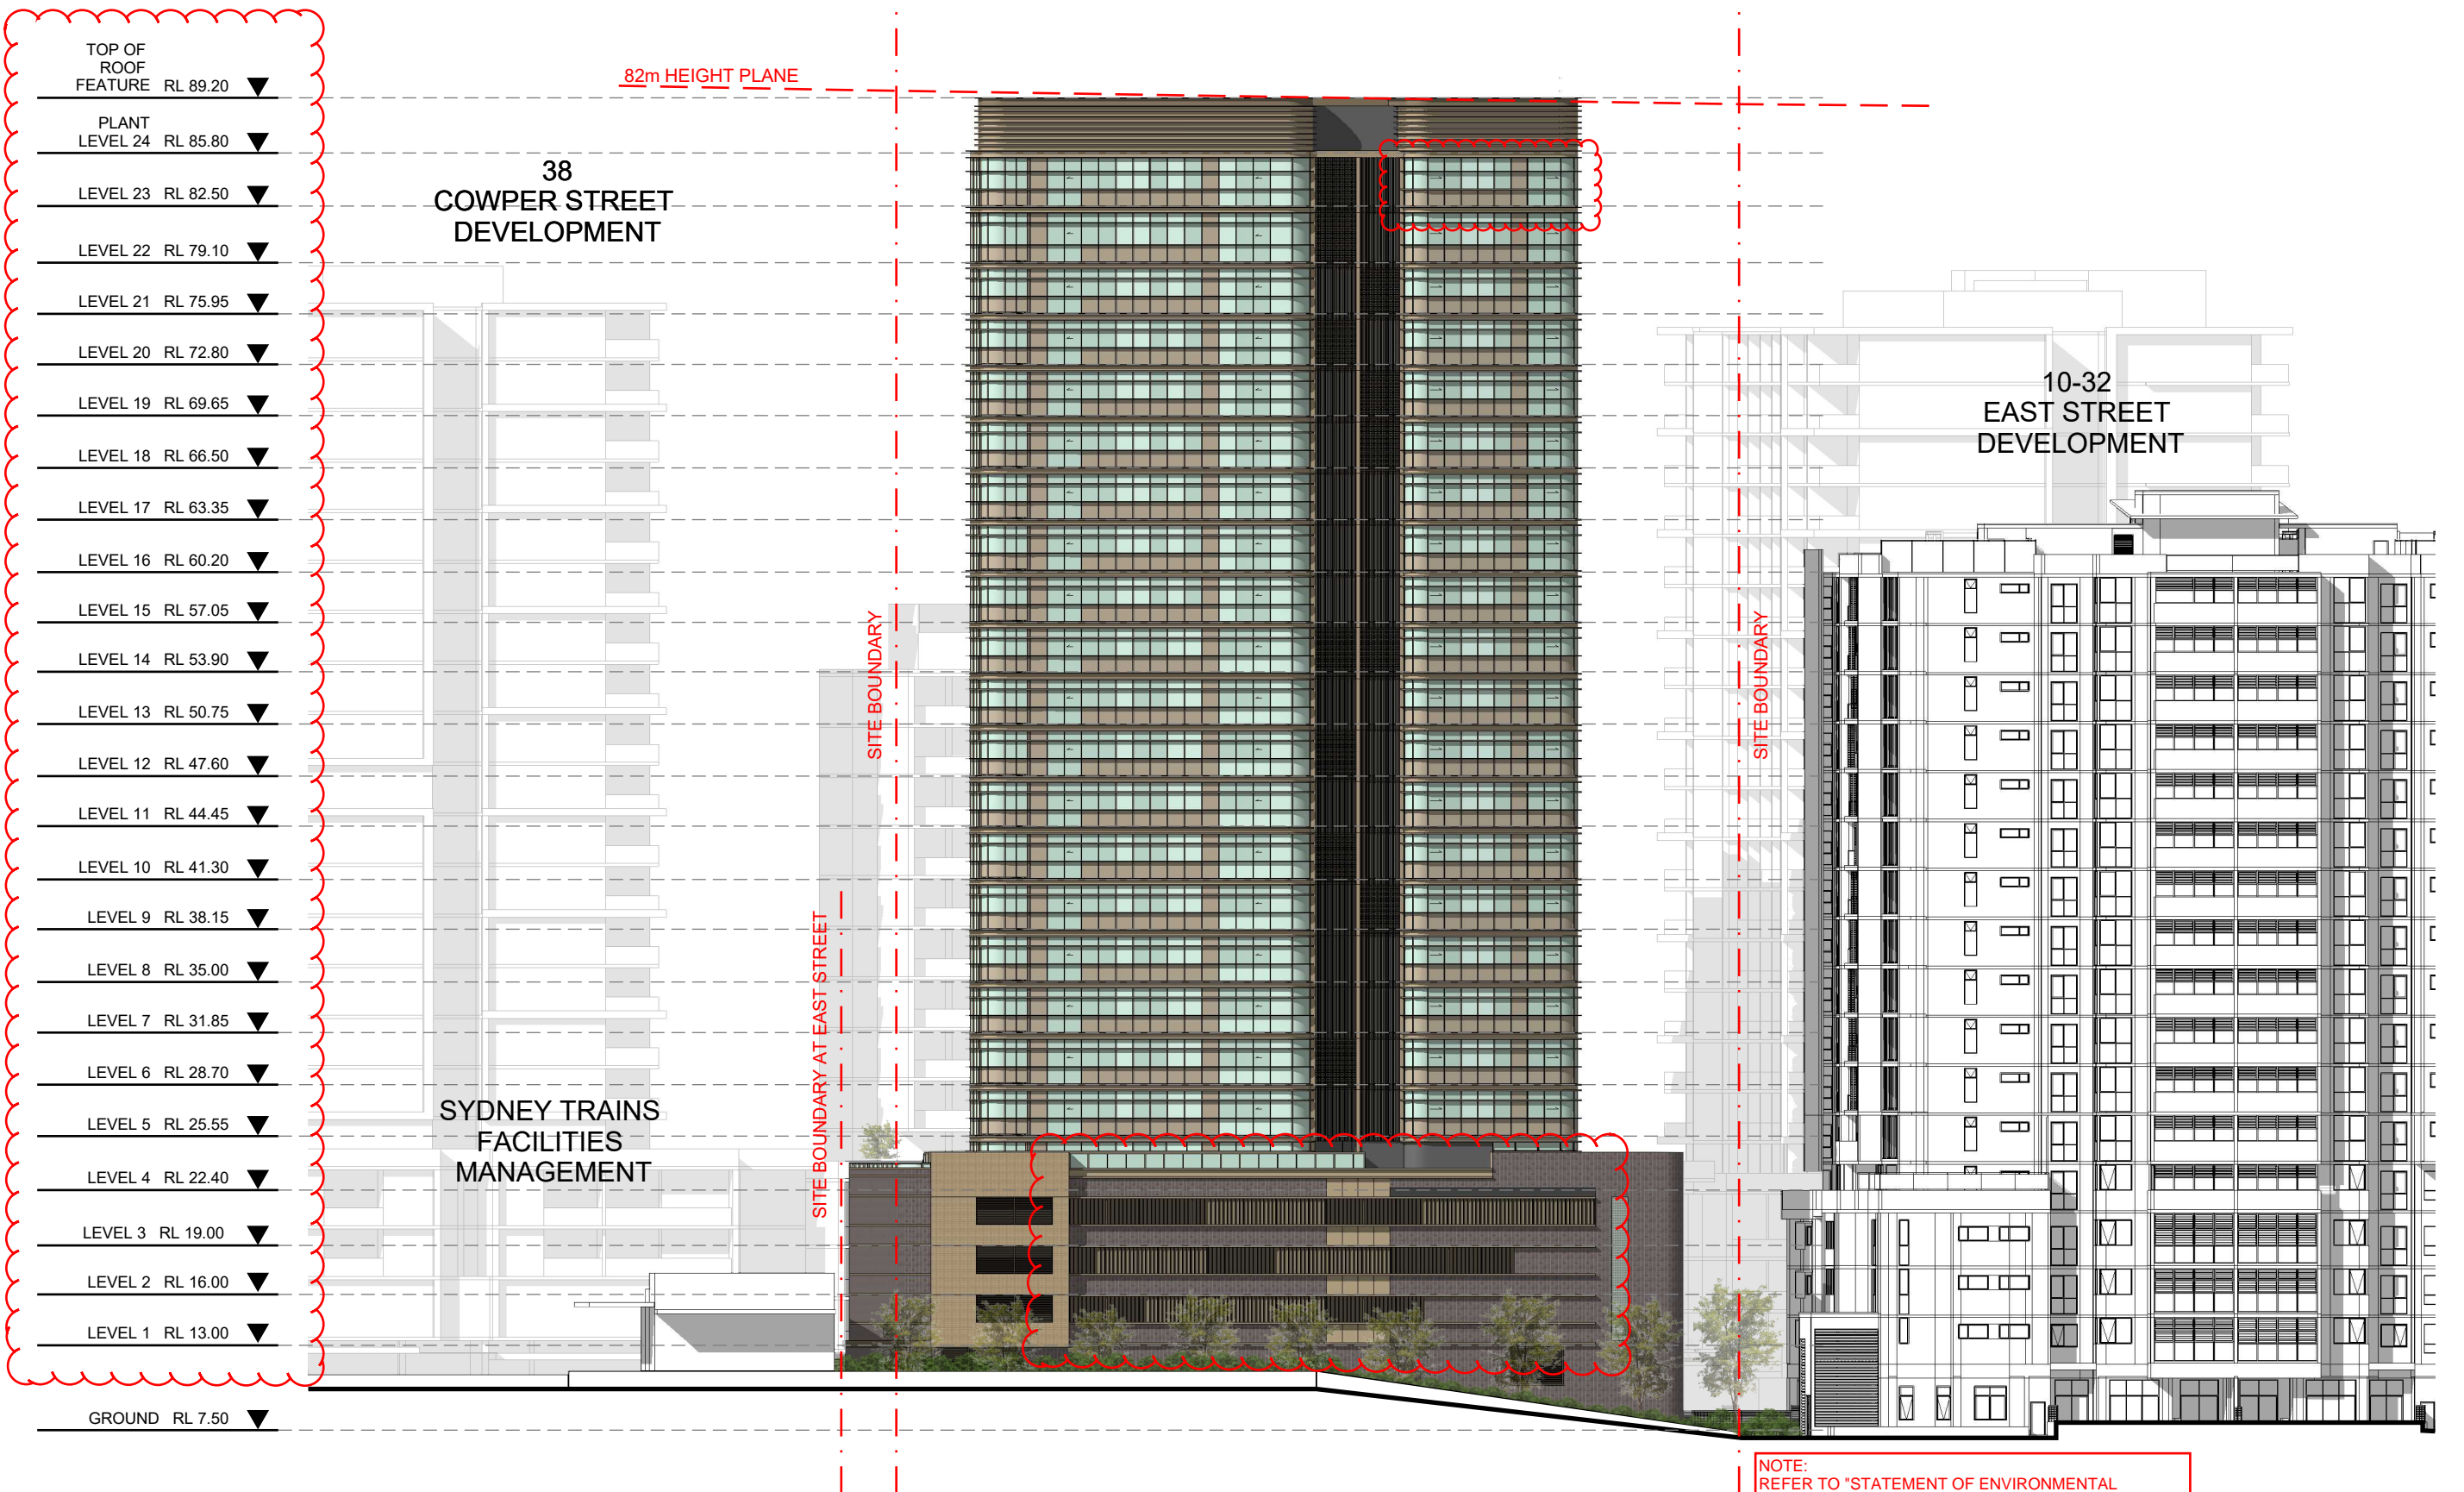 TOP OF
ROOF
FEATURE RL 89.20
PLANT
LEVEL 24 RL 85.80
LEVEL 23 RL 82.50
LEVEL 22 RL 79.10
LEVEL 21 RL 75.95
LEVEL 20 RL 72.80
LEVEL 19 RL 69.65
LEVEL 18 RL 66.50
LEVEL 17 RL 63.35
LEVEL 16 RL 60.20
LEVEL 15 RL 57.05
LEVEL 14 RL 53.90
LEVEL 13 RL 50.75
LEVEL 12 RL 47.60
LEVEL 11 RL 44.45
LEVEL 10 RL 41.30
LEVEL 9 RL 38.15
LEVEL 8 RL 35.00
LEVEL 7 RL 31.85
LEVEL 6 RL 28.70
LEVEL 5 RL 25.55
LEVEL 4 RL 22.40
LEVEL 3 RL 19.00
LEVEL 2 RL 16.00
LEVEL 1 RL 13.00
GROUND RL 7.50
82m HEIGHT PLANE
38
COWPER STREET
DEVELOPMENT
SYDNEY TRAINS
FACILITIES
MANAGEMENT
SITE BOUNDARY AT EAST STREET
SITE BOUNDARY
SITE BOUNDARY
10-32
EAST STREET
DEVELOPMENT
NOTE:
REFER TO "STATEMENT OF ENVIRONMENTAL